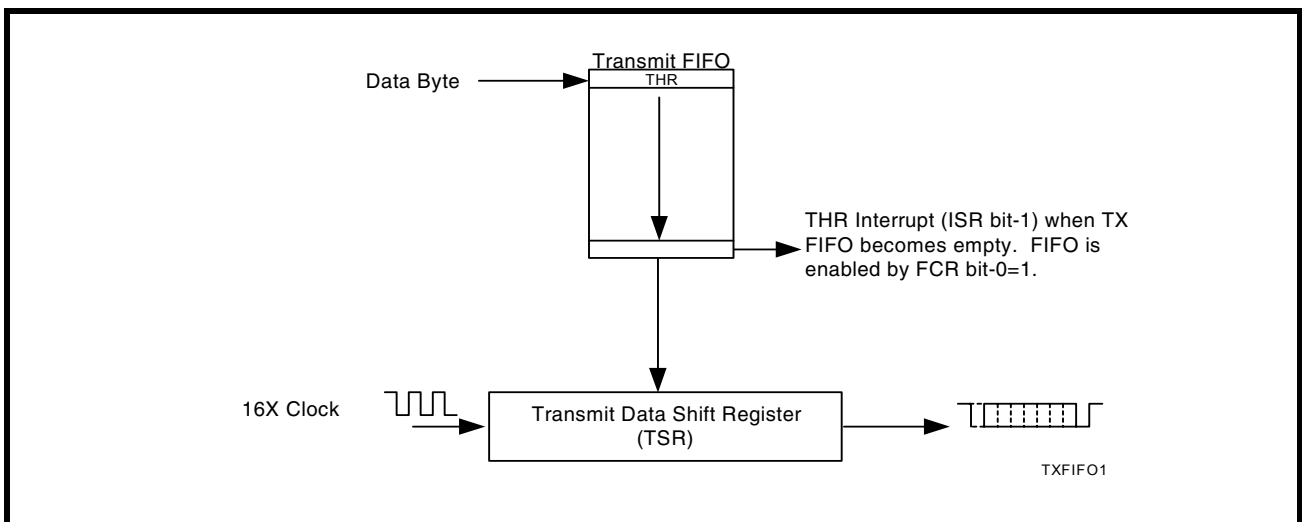 Transmit FIFO
Data Byte
THR
THR Interrupt (ISR bit-1) when TX
FIFO becomes empty.  FIFO is
enabled by FCR bit-0=1.
16X Clock
Transmit Data Shift Register
(TSR)
TXFIFO1